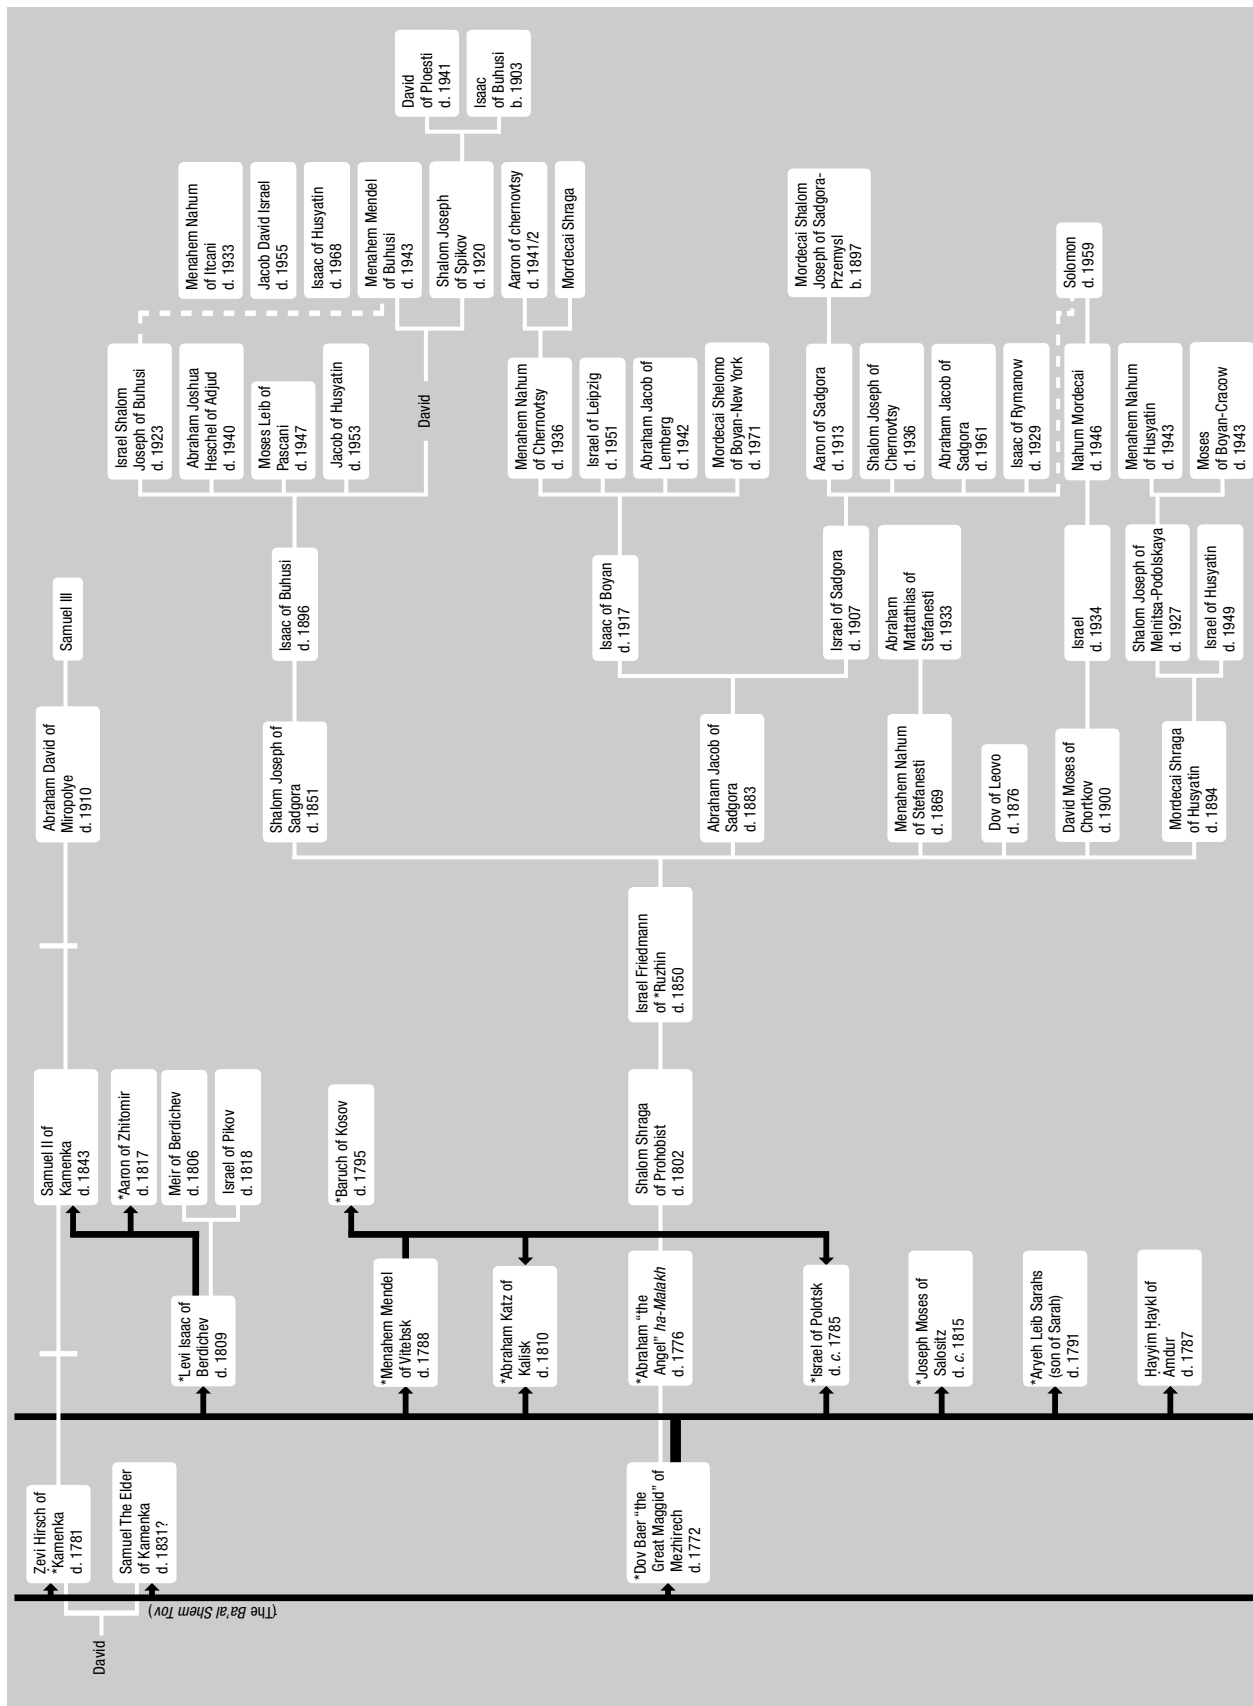 David
(The Ba'al Shem Tov)
Ẓevi Hirsch of
*Kamenka
d. 1781
Samuel The Elder
of Kamenka
d. 1831?
*Dov Baer “the
Great Maggid” of
Mezhirech
d. 1772
*Levi Isaac of
Berdichev
d. 1809
*Menahem Mendel
of Vitebsk
d. 1788
*Abraham Katz of
Kalisk
d. 1810
*Abraham “the
Angel” ha-Malakh
d. 1776
*Israel of Polotsk
d. c. 1785
*Joseph Moses of
Salositz
d. c. 1815
*Aryeh Leib Sarahs
(son of Sarah)
d. 1791
Ḥayyim Ḥaykl of
Amdur
d. 1787
Samuel II of
Kamenka
d. 1843
*Aaron of Zhitomir
d. 1817
Meir of Berdichev
d. 1806
Israel of Pikov
d. 1818
*Baruch of Kosov
d. 1795
Shalom Shraga
of Prohobist
d. 1802
Israel Friedmann
of *Ruzhin
d. 1850
Abraham David of
Miropolye
d. 1910
Shalom Joseph of
Sadgora
d. 1851
Abraham Jacob of
Sadgora
d. 1883
Menahem Nahum
of Stefanesti
d. 1869
Dov of Leovo
d. 1876
David Moses of
Chortkov
d. 1900
Mordecai Shraga
of Husyatin
d. 1894
Samuel III
Isaac of Buhusi
d. 1896
Isaac of Boyan
d. 1917
Israel of Sadgora
d. 1907
Abraham
Mattathias of
Stefanesti
d. 1933
Israel
d. 1934
Shalom Joseph of
Melnitsa-Podolskaya
d. 1927
Israel of Husyatin
d. 1949
Israel Shalom
Joseph of Buhusi
d. 1923
Abraham Joshua
Heschel of Adjud
d. 1940
Moses Leib of
Pascani
d. 1947
Jacob of Husyatin
d. 1953
David
Menahem Nahum
of Chernovtsy
d. 1936
Israel of Leipzig
d. 1951
Abraham Jacob of
Lemberg
d. 1942
Mordecai Shelomo
of Boyan-New York
d. 1971
Aaron of Sadgora
d. 1913
Shalom Joseph of
Chernovtsy
d. 1936
Abraham Jacob of
Sadgora
d. 1961
Isaac of Rymanow
d. 1929
Nahum Mordecai
d. 1946
Menahem Nahum
of Husyatin
d. 1943
Moses
of Boyan-Cracow
d. 1943
Menahem Nahum
of Itcani
d. 1933
Jacob David Israel
d. 1955
Isaac of Husyatin
d. 1968
Menahem Mendel
of Buhusi
d. 1943
Shalom Joseph
of Spikov
d. 1920
Aaron of chernovtsy
d. 1941/2
Mordecai Shraga
Mordecai Shalom
Joseph of Sadgora-
Przemysl
b. 1897
Solomon
d. 1959
David
of Ploesti
d. 1941
Isaac
of Buhusi
b. 1903